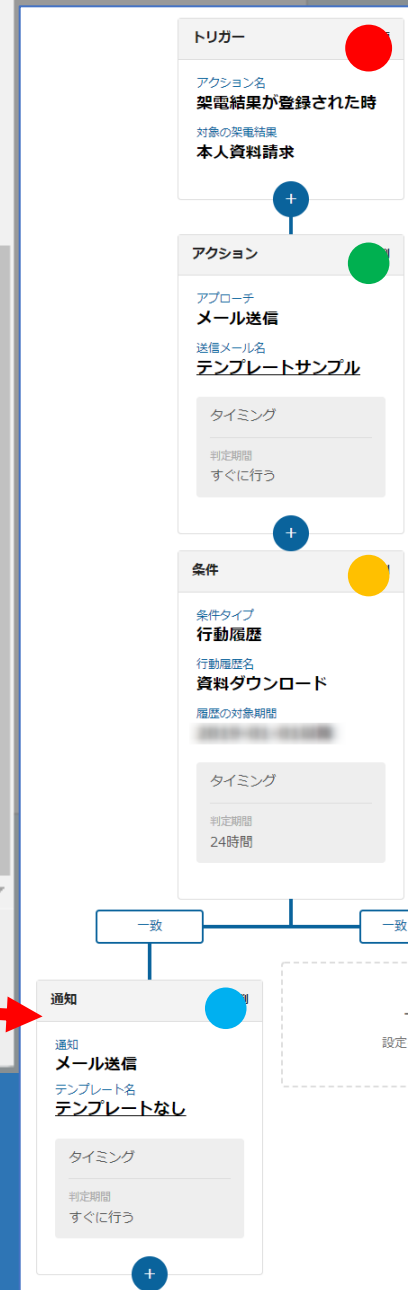 トリガー
アクション名
架電結果が登録された時
対象の架電結果
本人資料請求
+
アクション
アプローチ
メール送信
送信メール名
テンプレートサンプル
タイミング
判定期間
すぐに行う
+
条件
条件タイプ
行動履歴
行動履歴名
資料ダウンロード
履歴の対象期間
タイミング
判定期間
24時間
一致
一致
通知
設定
通知
メール送信
テンプレート名
テンプレートなし
タイミング
判定期間
すぐに行う
+